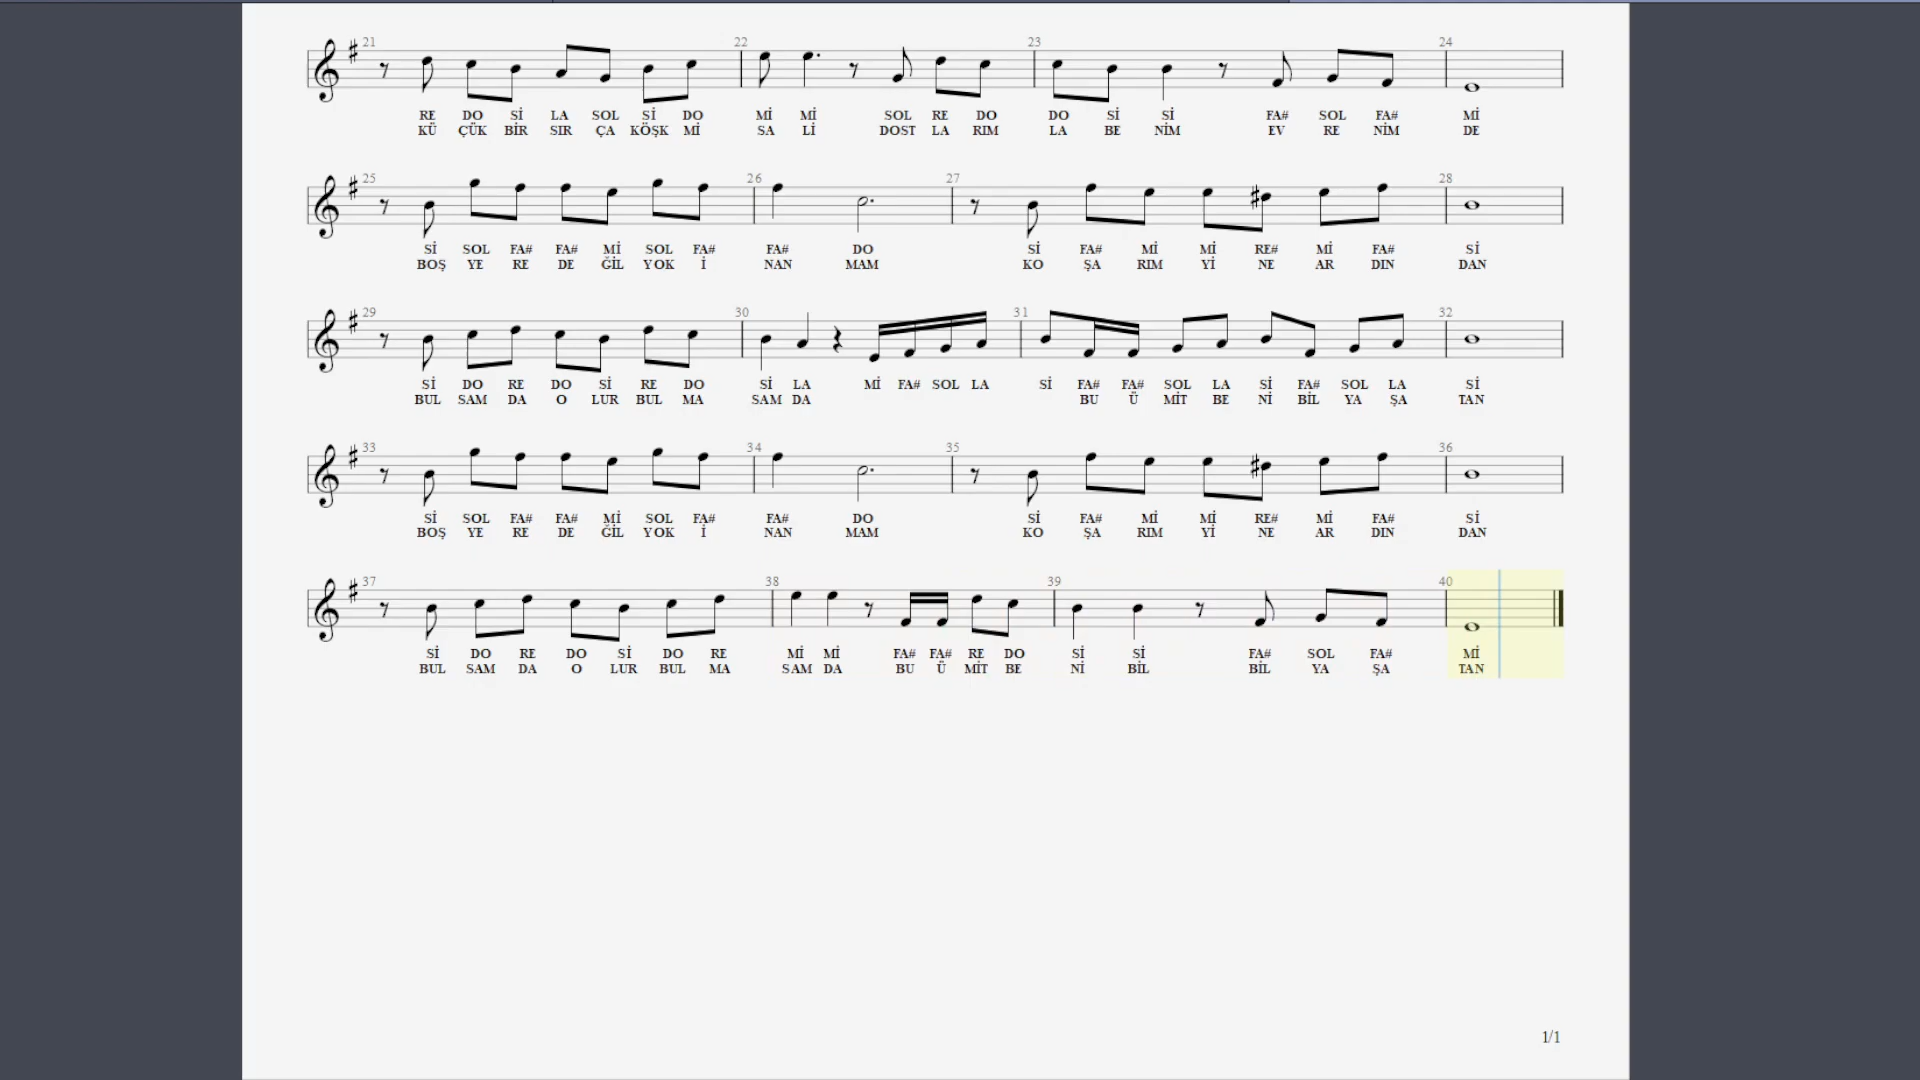 21 22 23 24
RE DO Sİ LA SOL Sİ DO Mİ Mİ SOL RE DO DO Sİ Sİ FA# SOL FA# Mİ
KÜ ÇÜK BİR SIR ÇA KÖŞK MI SA LI DOST LA RIM LA BE NİM EV RE NİM DE
25 26 27 28
Sİ SOL FA# FA# Mİ SOL FA# FA# DO Sİ FA# Mİ Mİ RE# Mİ FA# Sİ
BOŞ YE RE DE ĞİL YOK İ NAN MAM KO ŞA RIM Yİ NE AR DIN DAN
29 30 31 32
Sİ DO RE DO Sİ RE DO Sİ LA Mİ FA# SOL LA Sİ FA# FA# SOL LA Sİ FA# SOL LA Sİ
BUL SAM DA O LUR BUL MA SAM DA BU Ü MİT BE Nİ BİL YA ŞA TAN
33 34 35 36
Sİ SOL FA# FA# Mİ SOL FA# FA# DO Sİ FA# Mİ Mİ RE# Mİ FA# Sİ
BOŞ YE RE DE ĞİL YOK İ NAN MAM KO ŞA RIM Yİ NE AR DIN DAN
37 38 39 40
Sİ DO RE DO Sİ DO RE Mİ Mİ FA# FA# RE DO Sİ Sİ FA# SOL FA# Mİ
BUL SAM DA O LUR BUL MA SAM DA BU Ü MİT BE Nİ BİL BİL YA ŞA TAN
1/1